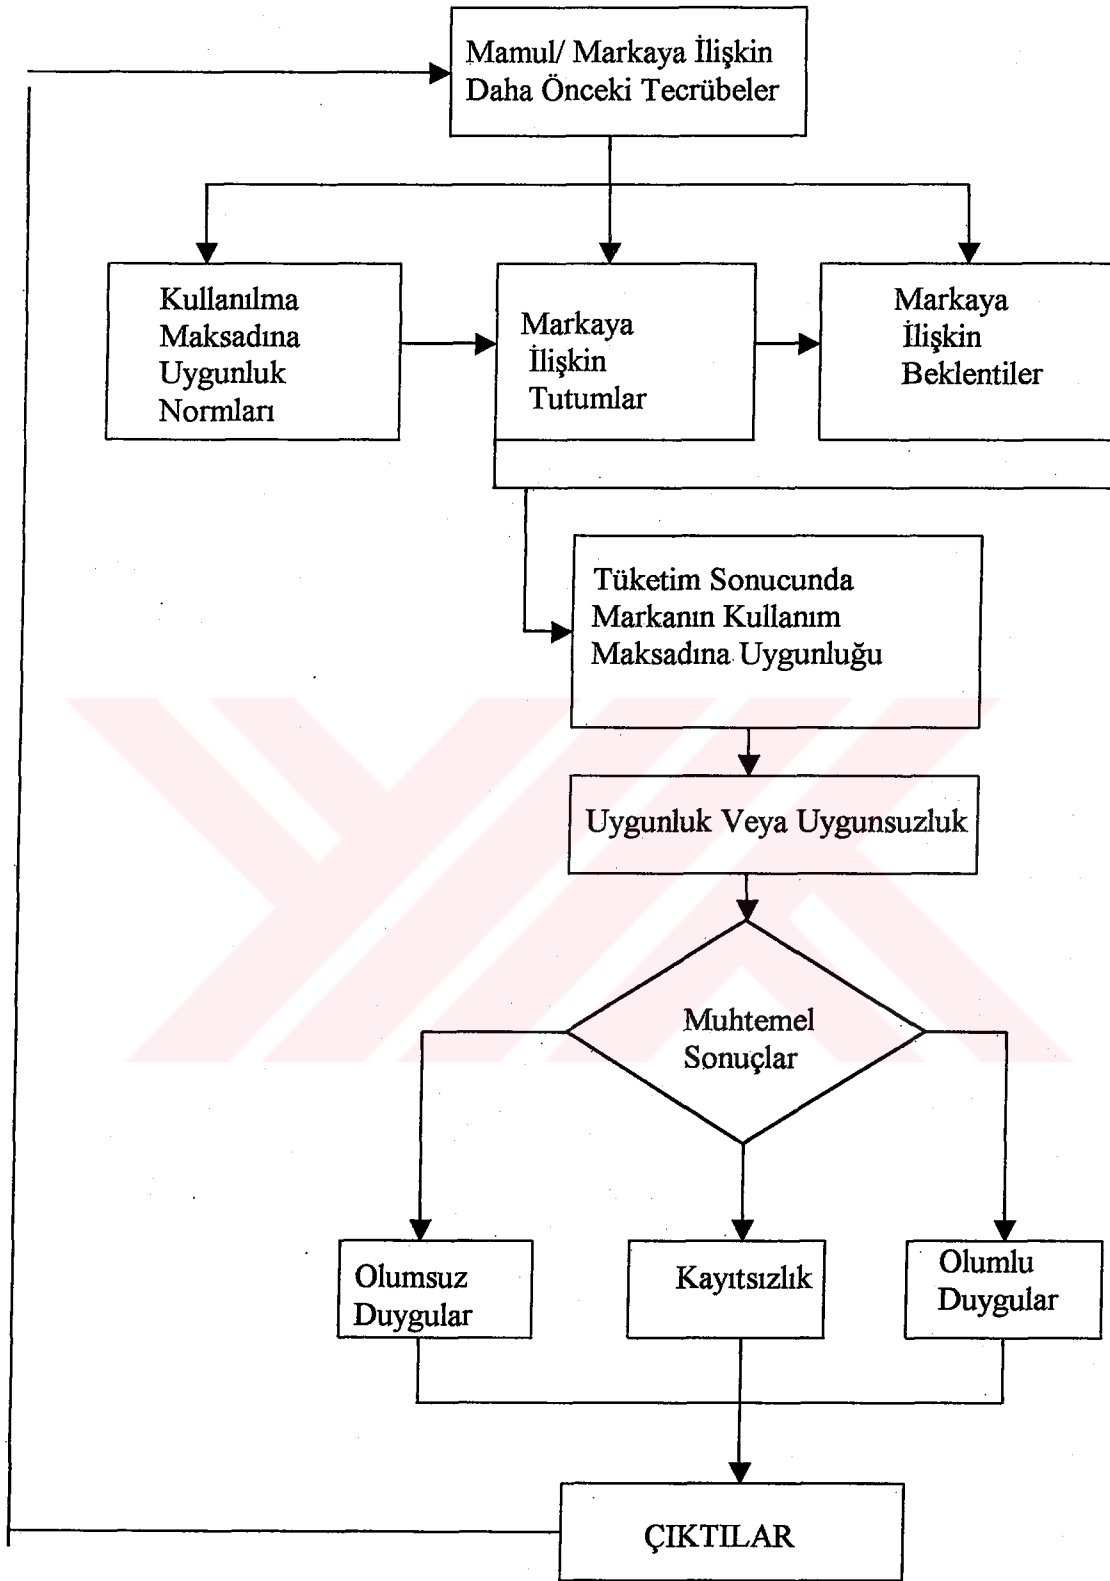 Mamul/ Markaya İlişkin
Daha Önceki Tecrübeler
Kullanılma
Maksadına
Uygunluk
Normları
Markaya
İlişkin
Tutumlar
Markaya
İlişkin
Beklentiler
Tüketim Sonucunda
Markanın Kullanım
Maksadına Uygunluğu
Uygunluk Veya Uygunsuzluk
Muhtemel
Sonuçlar
Olumsuz
Duygular
Kayıtsızlık
Olumlu
Duygular
ÇIKTILAR